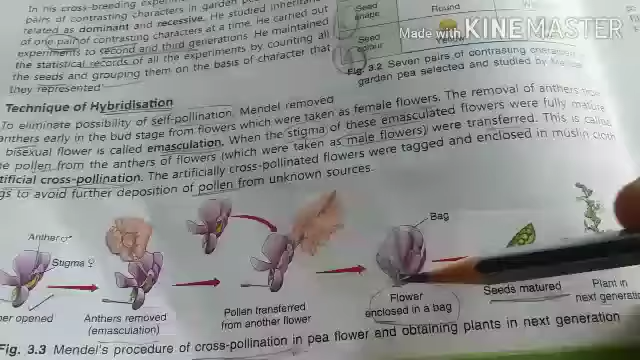 In his cross-breeding
pairs of contrasting characters in garden
related as dominant and recessive. He studied
of one pair of contrasting characters at a time. He carried out
experiments to second and third generations. He maintained
the statistical records of all the experiments by counting all
the seeds and grouping them on the basis of character that
they represented
Seed
shape
Round
Seed
colour
Made with KINEMASTER
Fig. 3.2 Seven pairs of contrasting
garden pea selected and studied by
Technique of Hybridisation
To eliminate possibility of self-pollination, Mendel removed
anthers early in the bud stage from flowers which were taken as female flowers. The removal of anthers from
bisexual flower is called emasculation. When the stigma of these emasculated flowers were fully mature
the pollen from the anthers of flowers (which were taken as male flowers) were transferred. This is called
artificial cross-pollination. The artificially cross-pollinated flowers were tagged and enclosed in muslin cloth
to avoid further deposition of pollen from unknown sources.
Anther ♂
Stigma ♀
opened
Anthers removed
(emasculation)
Pollen transferred
from another flower
Bag
Flower
enclosed in a bag
Seeds matured
Plant in
next generation
Fig. 3.3 Mendel's procedure of cross-pollination in pea flower and obtaining plants in next generation